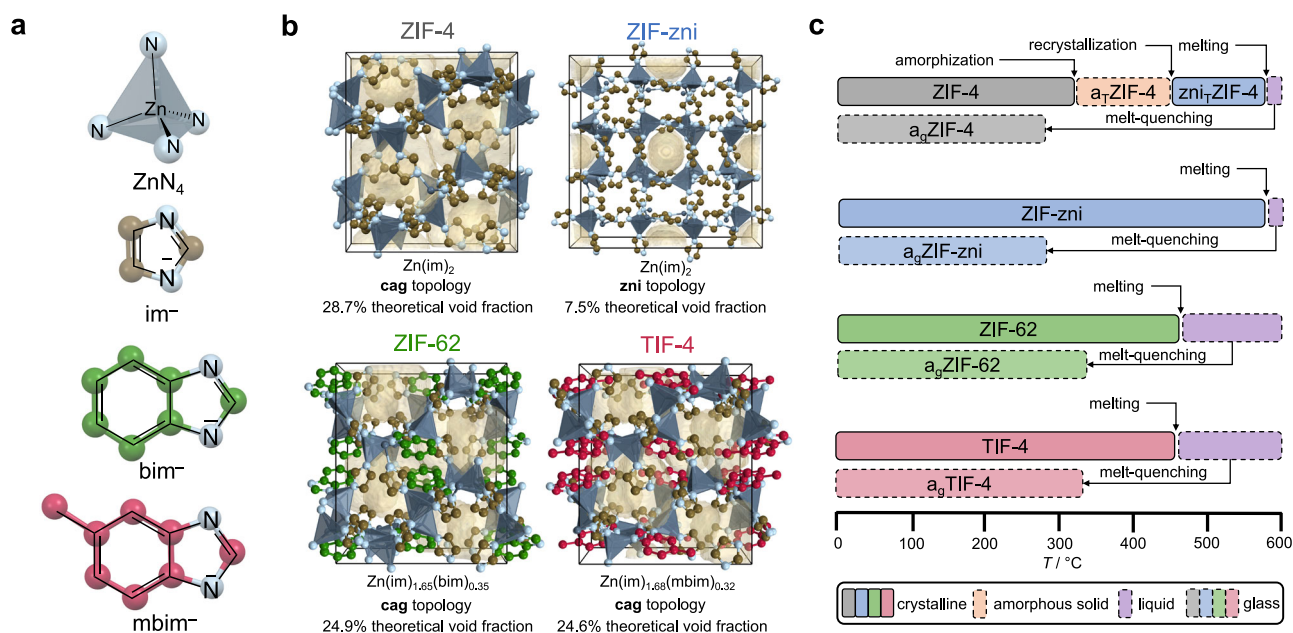 a
N
Zn
N
N
N
ZnN₄
N
N
−
im⁻
N
N
−
bim⁻
N
N
−
mbim⁻
b
ZIF-4
Zn(im)₂
cag topology
28.7% theoretical void fraction
ZIF-zni
Zn(im)₂
zni topology
7.5% theoretical void fraction
ZIF-62
Zn(im)₁.₆₅(bim)₀.₃₅
cag topology
24.9% theoretical void fraction
TIF-4
Zn(im)₁.₆₈(mbim)₀.₃₂
cag topology
24.6% theoretical void fraction
c
recrystallization melting
amorphization
ZIF-4 aTZIF-4 zniTZIF-4
agZIF-4 melt-quenching
melting
ZIF-zni
agZIF-zni melt-quenching
melting
ZIF-62
agZIF-62 melt-quenching
melting
TIF-4
agTIF-4 melt-quenching
0 100 200 300 400 500 600
T / °C
crystalline amorphous solid liquid glass